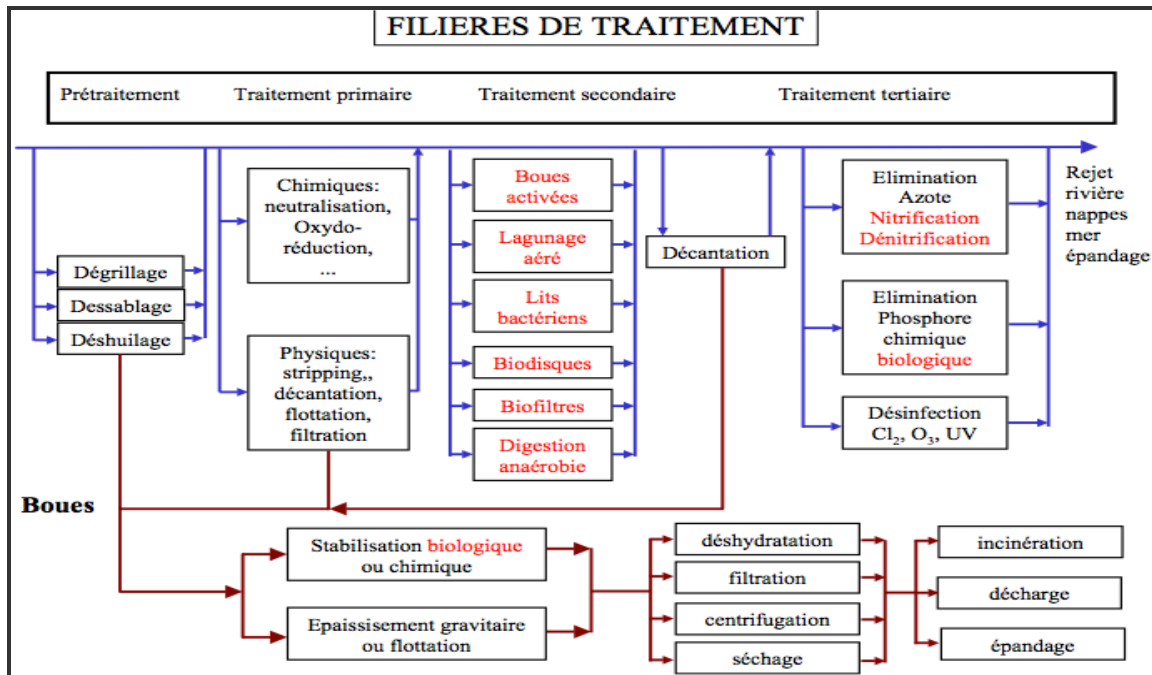 FILIERES DE TRAITEMENT
Prétraitement
Traitement primaire
Traitement secondaire
Traitement tertiaire
Dégrillage
Dessablage
Déshuilage
Chimiques:
neutralisation,
Oxydo-
réduction,
...
Physiques:
stripping,,
décantation,
flottation,
filtration
Boues
activées
Lagunage
aéré
Lits
bactériens
Biodisques
Biofiltres
Digestion
anaérobie
Décantation
Elimination
Azote
Nitrification
Dénitrification
Elimination
Phosphore
chimique
biologique
Désinfection
Cl₂, O₃, UV
Rejet
rivière
nappes
mer
épandage
Boues
Stabilisation biologique
ou chimique
Epaississement gravitaire
ou flottation
déshydratation
filtration
centrifugation
séchage
incinération
décharge
épandage